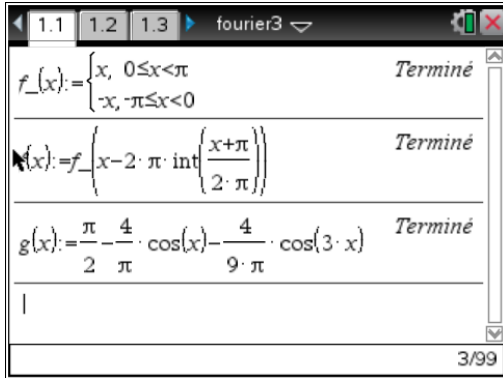 1.1 1.2 1.3 fourier3
f_(x):={x, 0≤x<π Terminé
-x,-π≤x<0
(x):=f_(x-2·π·int((x+π)/(2·π))) Terminé
g(x):=π/2-4/π·cos(x)-4/(9·π)·cos(3·x) Terminé
3/99